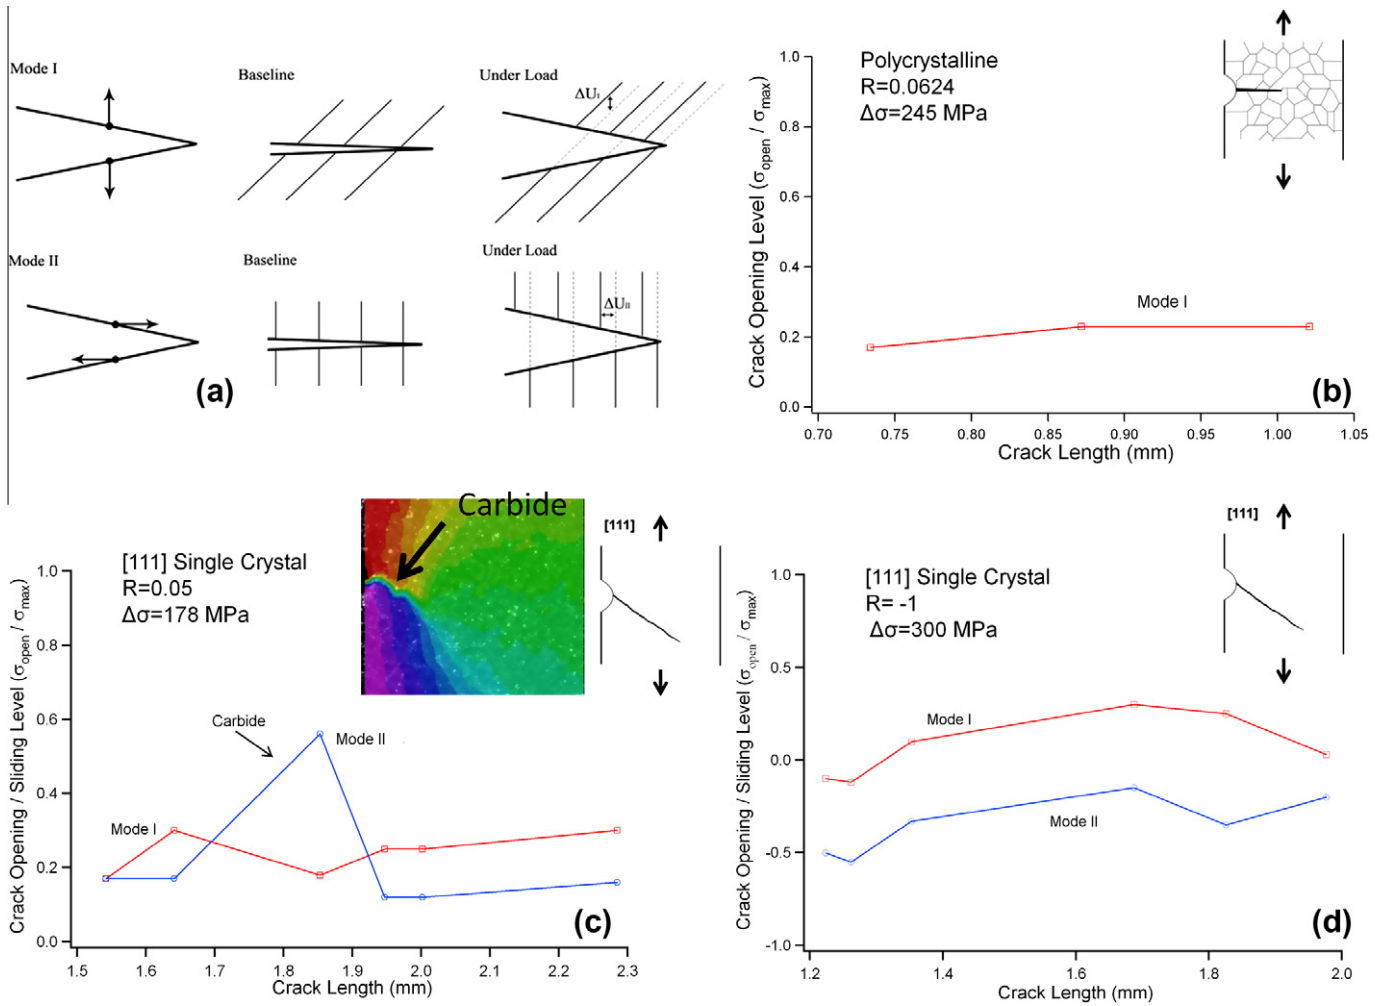 Mode I
Baseline
Under Load
ΔU_I
Mode II
Baseline
Under Load
ΔU_II
(a)
Polycrystalline
R=0.0624
Δσ=245 MPa
Crack Opening Level (σ_open / σ_max)
1.0
0.8
0.6
0.4
0.2
0.0
Mode I
(b)
0.70 0.75 0.80 0.85 0.90 0.95 1.00 1.05
Crack Length (mm)
Carbide
[111]
[111] Single Crystal
R=0.05
Δσ=178 MPa
Crack Opening / Sliding Level (σ_open / σ_max)
1.0
0.8
0.6
0.4
0.2
0.0
Carbide
Mode II
Mode I
(c)
1.5 1.6 1.7 1.8 1.9 2.0 2.1 2.2 2.3
Crack Length (mm)
[111]
[111] Single Crystal
R= -1
Δσ=300 MPa
Crack Opening / Sliding Level (σ_open / σ_max)
1.0
0.5
0.0
-0.5
-1.0
Mode I
Mode II
(d)
1.2 1.4 1.6 1.8 2.0
Crack Length (mm)